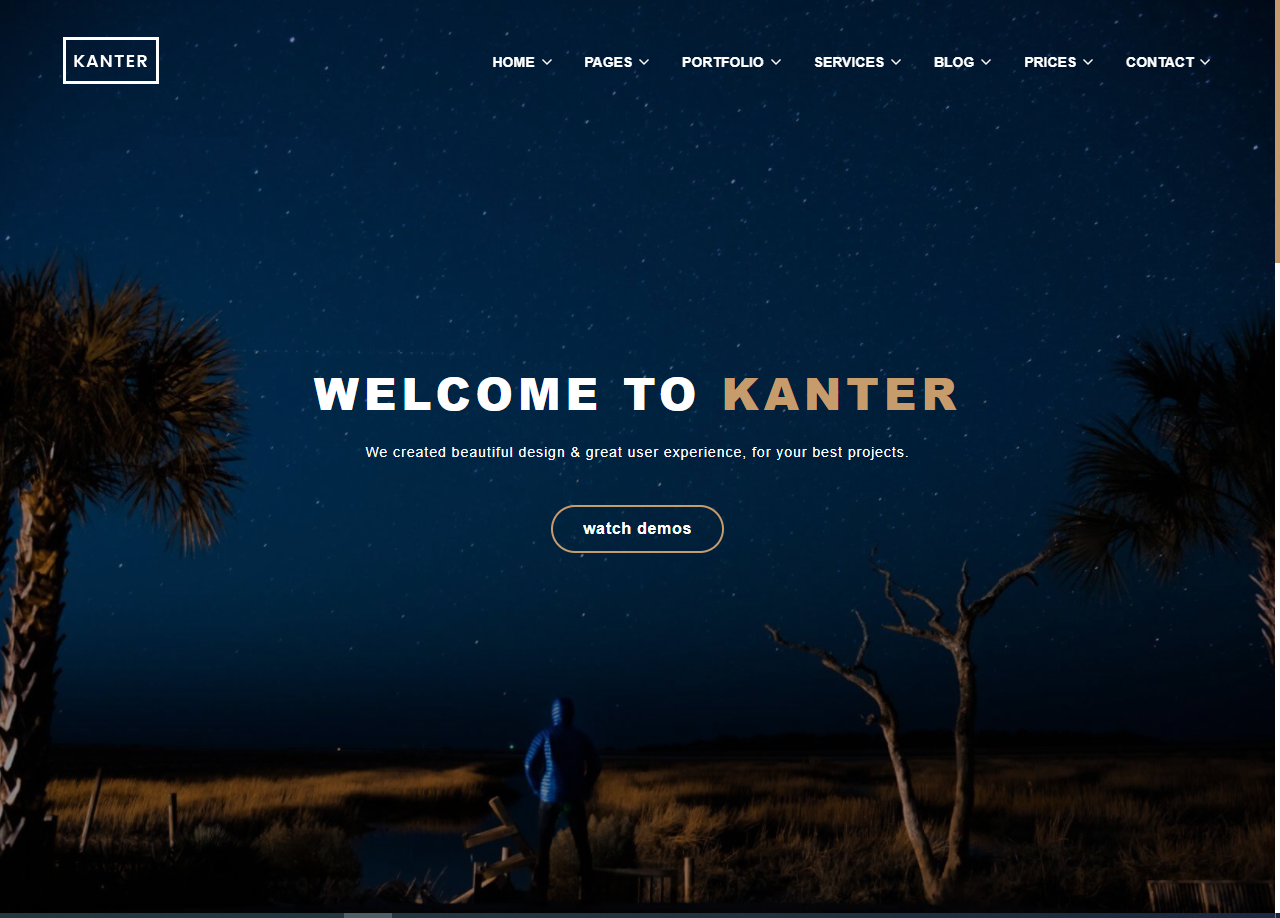 KANTER
HOME PAGES PORTFOLIO SERVICES BLOG PRICES CONTACT
WELCOME TO KANTER
We created beautiful design & great user experience, for your best projects.
watch demos